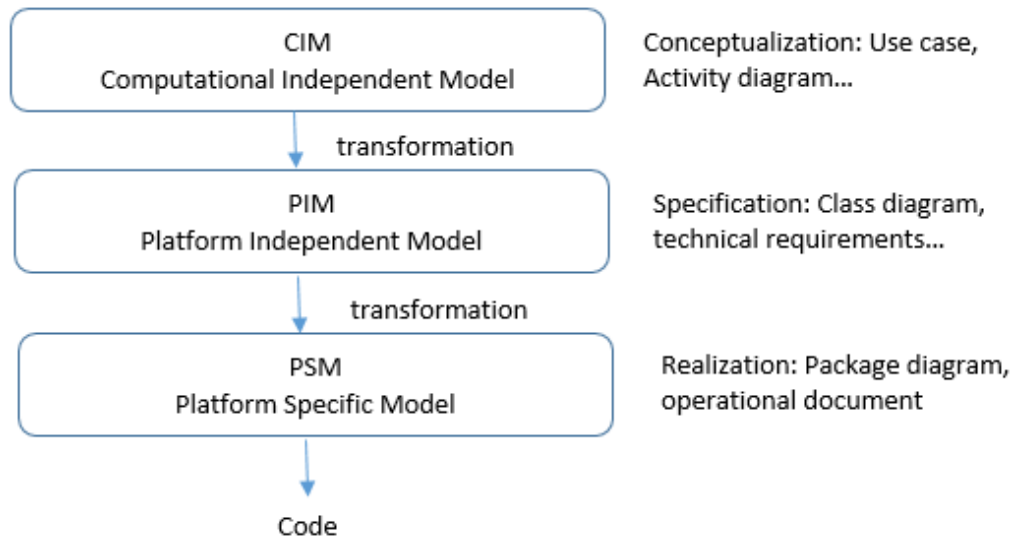 CIM
Computational Independent Model
Conceptualization: Use case,
Activity diagram...
transformation
PIM
Platform Independent Model
Specification: Class diagram,
technical requirements...
transformation
PSM
Platform Specific Model
Realization: Package diagram,
operational document
Code